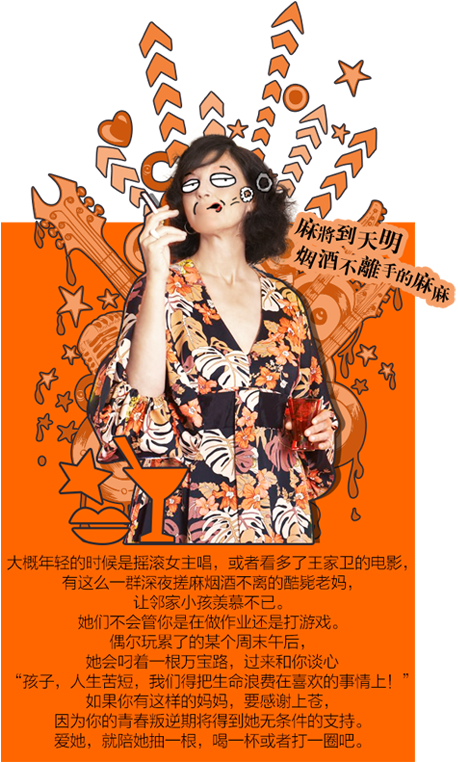 麻將到天明
烟酒不離手的麻麻
大概年轻的时候是摇滚女主唱，或者看多了王家卫的电影，
有这么一群深夜搓麻烟酒不离的酷毙老妈，
让邻家小孩羡慕不已。
她们不会管你是在做作业还是打游戏。
偶尔玩累了的某个周末午后，
她会叼着一根万宝路，过来和你谈心
“孩子，人生苦短，我们得把生命浪费在喜欢的事情上！”
如果你有这样的妈妈，要感谢上苍，
因为你的青春叛逆期将得到她无条件的支持。
爱她，就陪她抽一根，喝一杯或者打一圈吧。